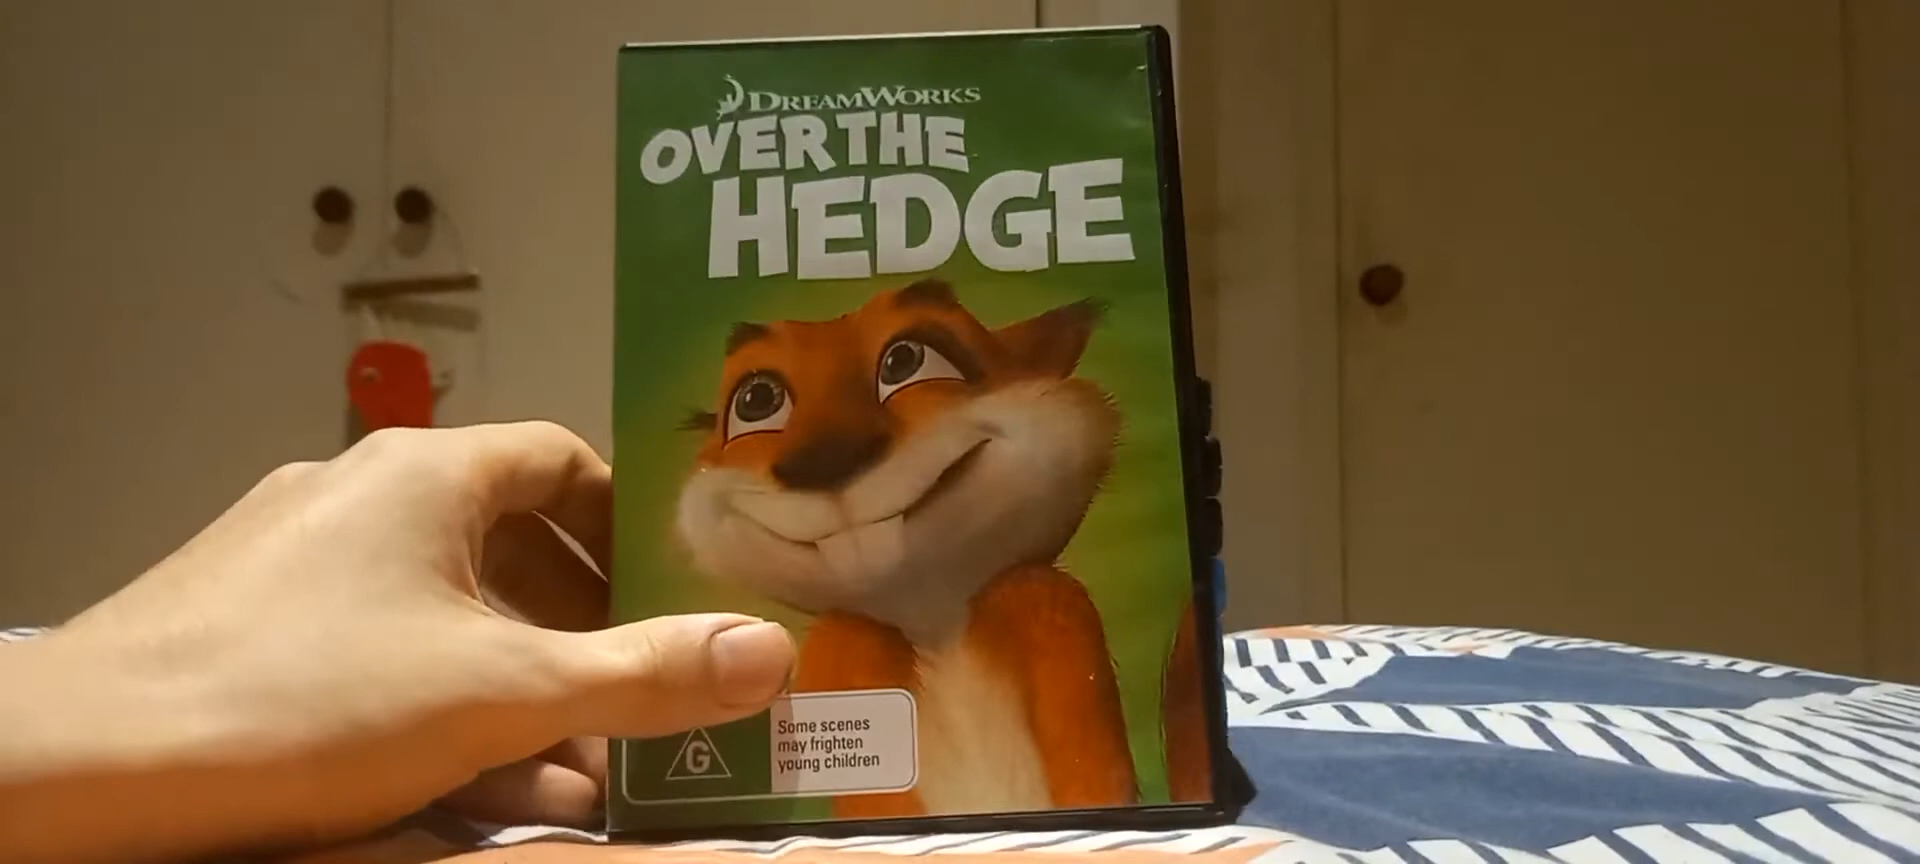 DREAMWORKS
OVER THE
HEDGE
Some scenes
may frighten
young children
G